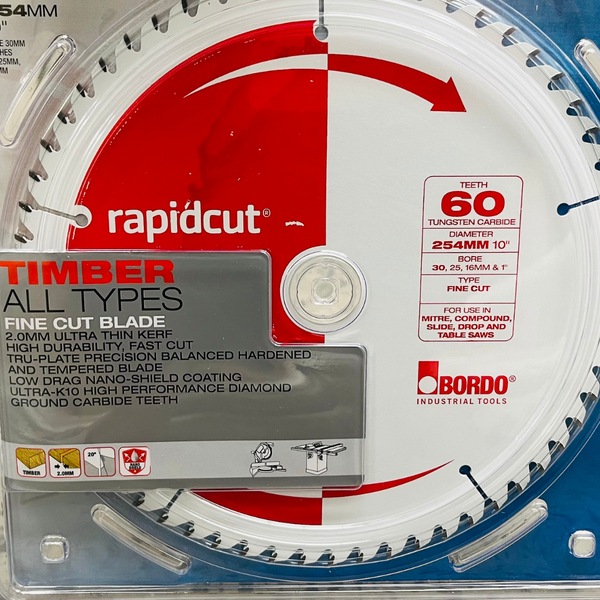 254MM
30MM
25MM,
rapidcut®
TEETH
60
TUNGSTEN CARBIDE
DIAMETER
254MM 10"
BORE
30, 25, 16MM & 1"
TYPE
FINE CUT
FOR USE IN
MITRE, COMPOUND,
SLIDE, DROP AND
TABLE SAWS
BORDO®
INDUSTRIAL TOOLS
TIMBER
ALL TYPES
FINE CUT BLADE
2.0MM ULTRA THIN KERF
HIGH DURABILITY, FAST CUT
TRU-PLATE PRECISION BALANCED HARDENED
AND TEMPERED BLADE
LOW DRAG NANO-SHIELD COATING
ULTRA-K10 HIGH PERFORMANCE DIAMOND
GROUND CARBIDE TEETH
TIMBER
2.0MM
20°